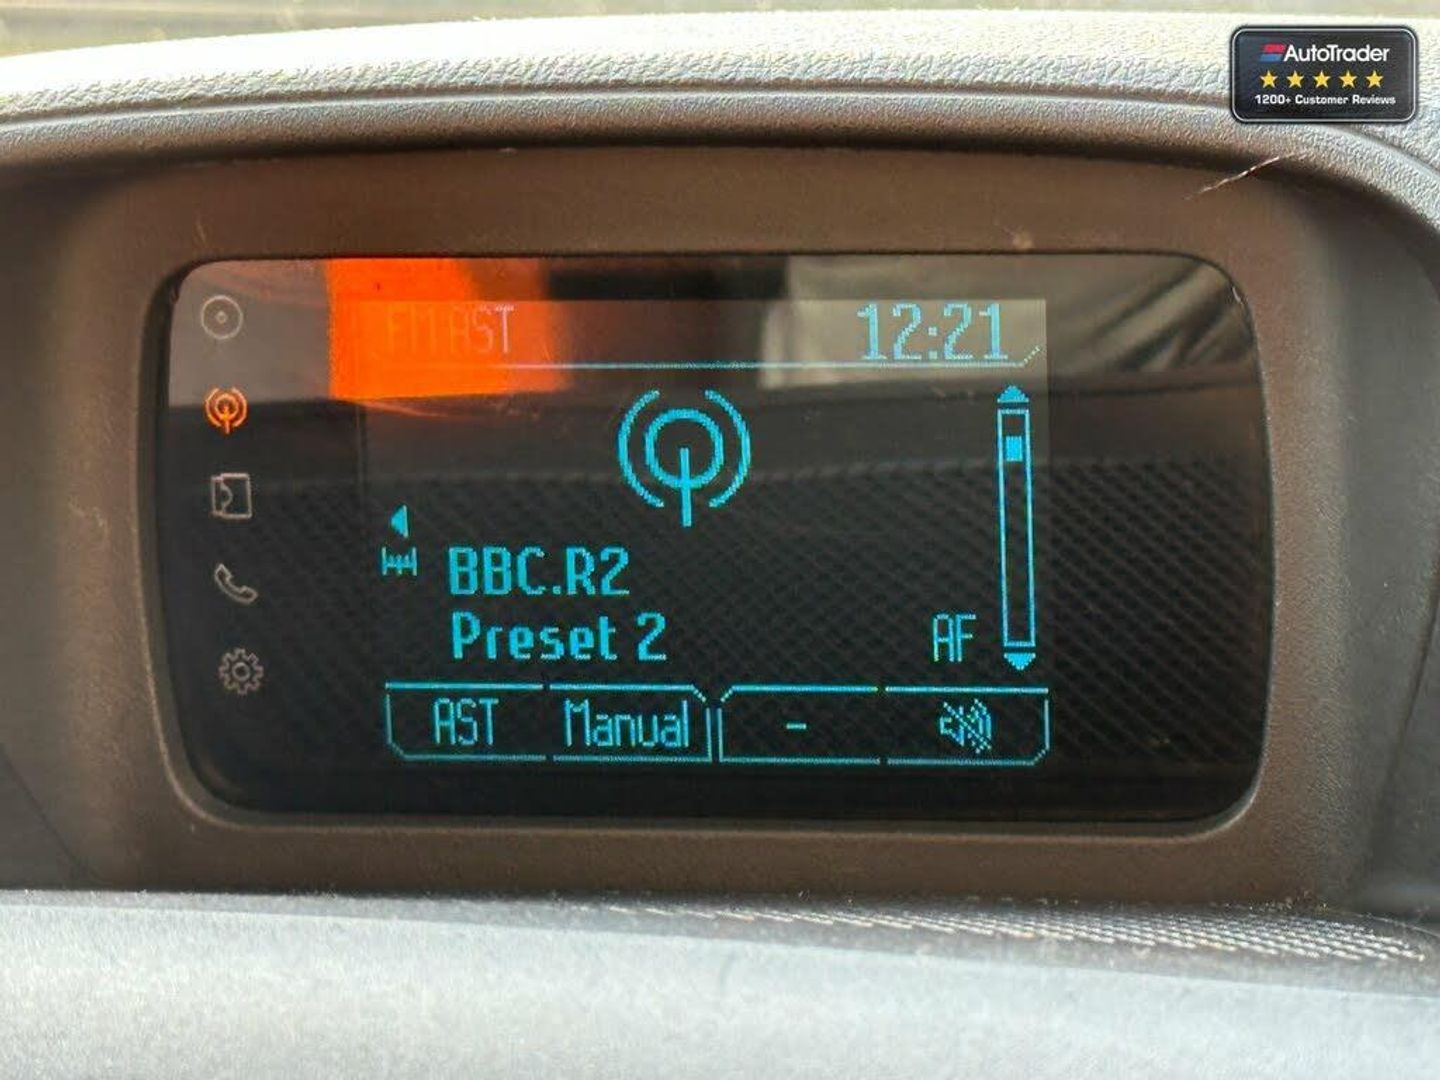 AutoTrader
1200+ Customer Reviews
FM AST
12:21
BBC.R2
Preset 2
AF
AST
Manual
-